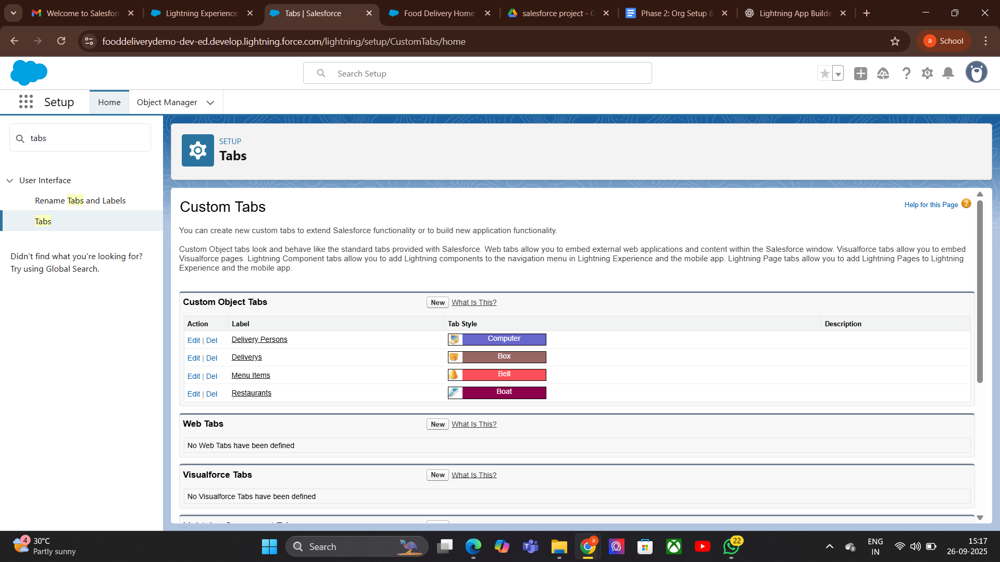 Welcome to Salesforc
Lightning Experience
Tabs | Salesforce
Food Delivery Home
salesforce project - G
Phase 2: Org Setup &
Lightning App Builde
fooddeliverydemo-dev-ed.develop.lightning.force.com/lightning/setup/CustomTabs/home
a School
Search Setup
Setup
Home
Object Manager
tabs
User Interface
Rename Tabs and Labels
Tabs
Didn't find what you're looking for?
Try using Global Search.
SETUP
Tabs
Custom Tabs
Help for this Page ?
You can create new custom tabs to extend Salesforce functionality or to build new application functionality.
Custom Object tabs look and behave like the standard tabs provided with Salesforce. Web tabs allow you to embed external web applications and content within the Salesforce window. Visualforce tabs allow you to embed
Visualforce pages. Lightning Component tabs allow you to add Lightning components to the navigation menu in Lightning Experience and the mobile app. Lightning Page tabs allow you to add Lightning Pages to Lightning
Experience and the mobile app.
Custom Object Tabs New What Is This?
Action Label Tab Style Description
Edit | Del Delivery Persons Computer
Edit | Del Deliverys Box
Edit | Del Menu Items Bell
Edit | Del Restaurants Boat
Web Tabs New What Is This?
No Web Tabs have been defined
Visualforce Tabs New What Is This?
No Visualforce Tabs have been defined
4
30°C
Partly sunny
Search
a
22
ENG
IN
15:17
26-09-2025